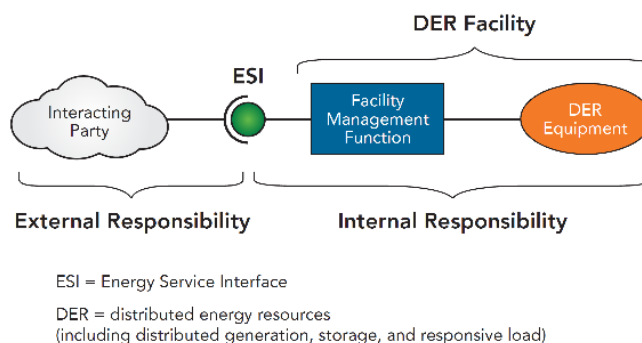 DER Facility
ESI
Interacting
Party
Facility
Management
Function
DER
Equipment
External Responsibility
Internal Responsibility
ESI = Energy Service Interface
DER = distributed energy resources
(including distributed generation, storage, and responsive load)